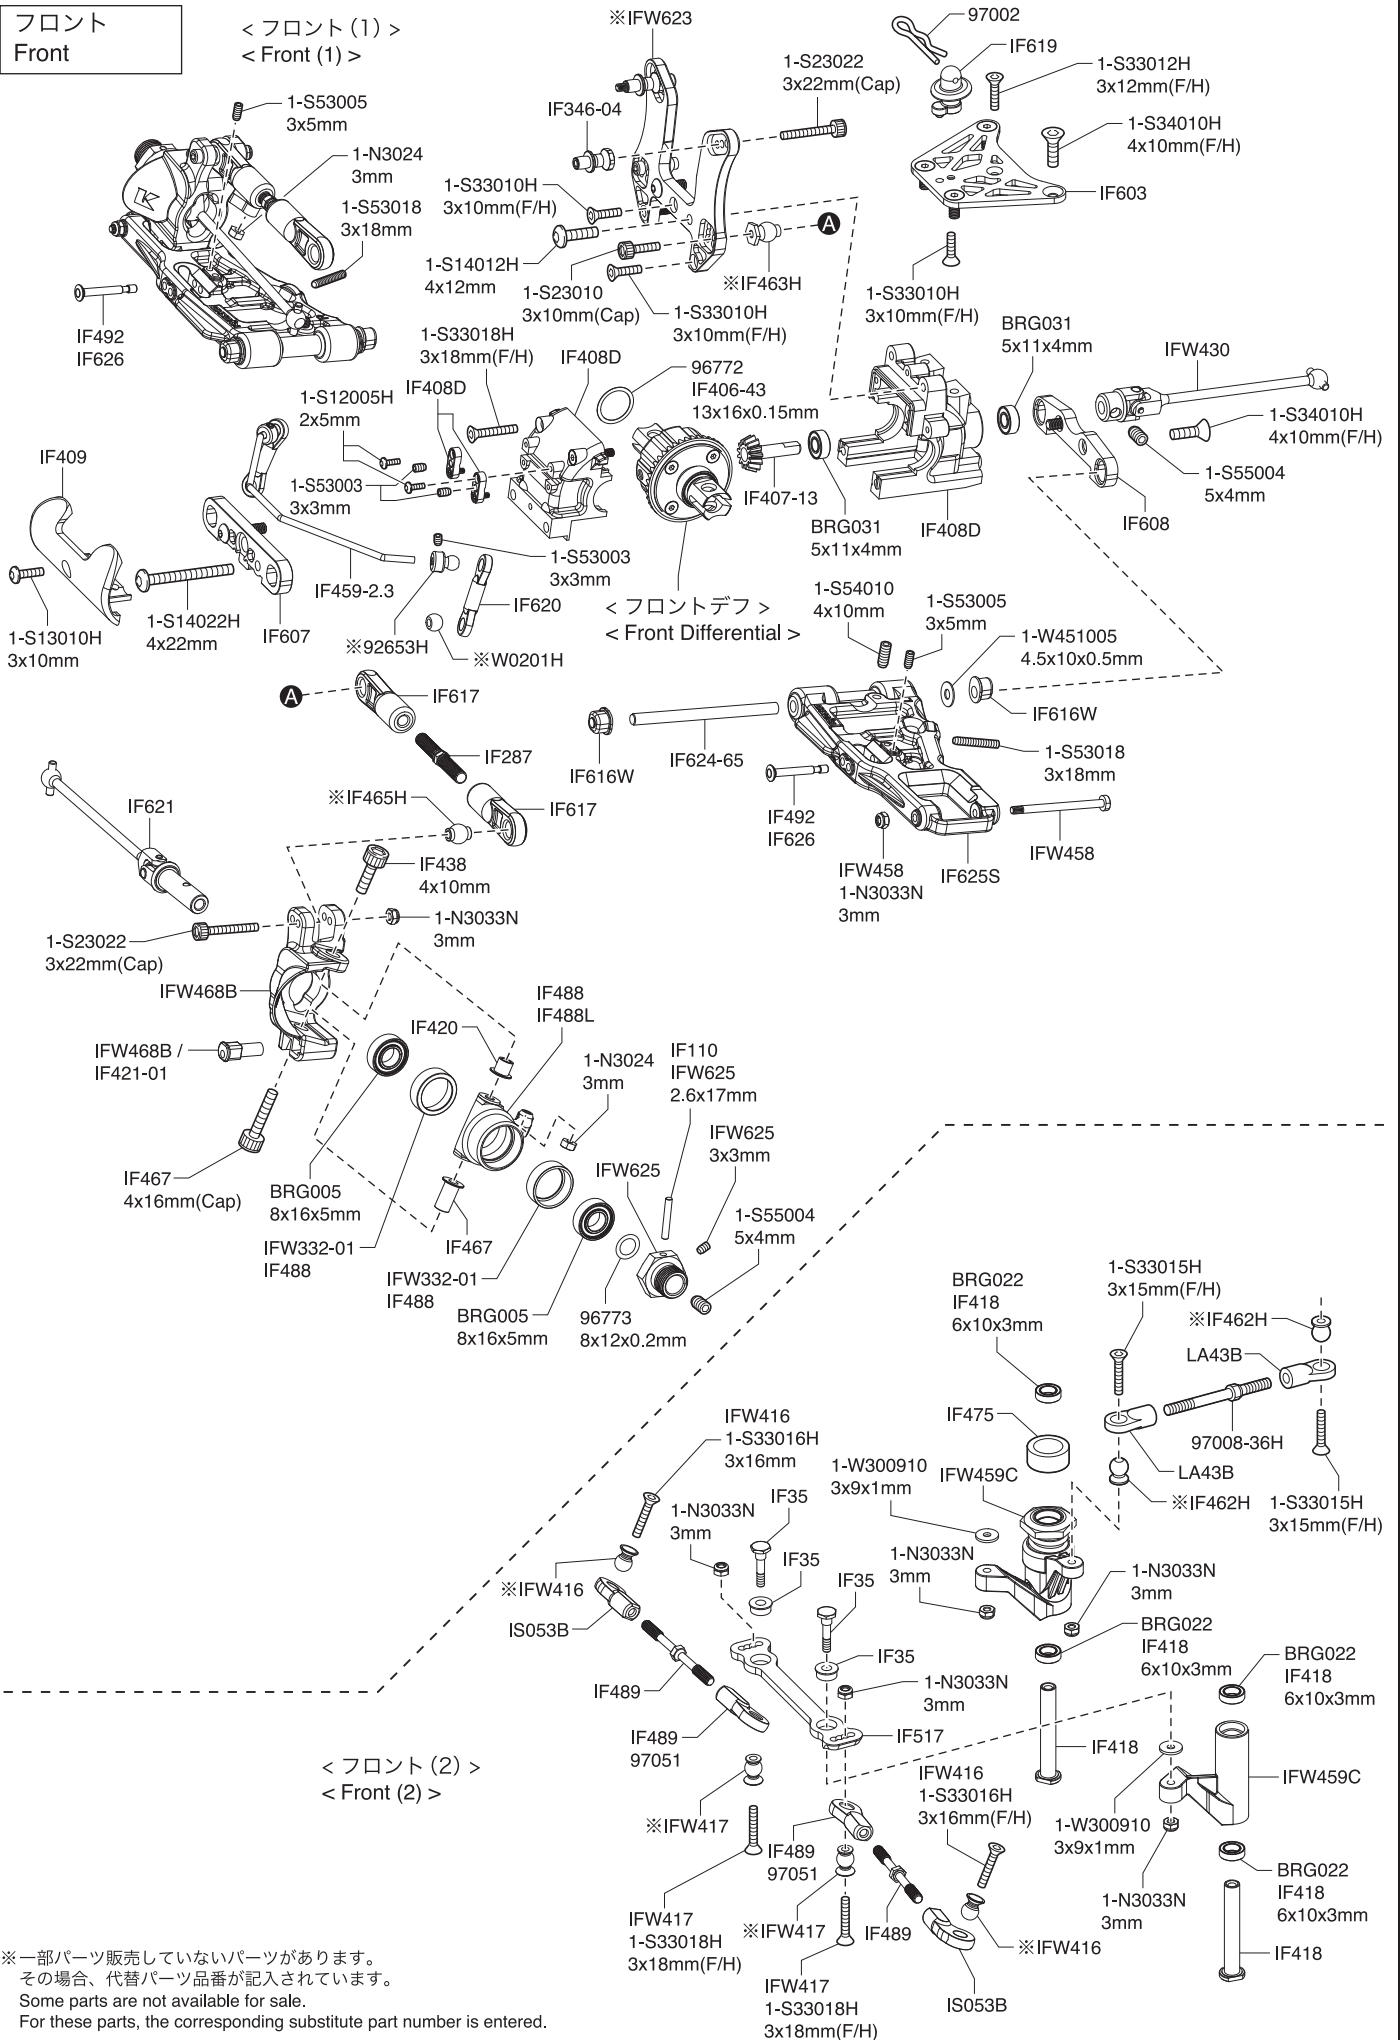 フロント
Front
< フロント (1) >
< Front (1) >
※IFW623
97002
IF619
1-S23022
3x22mm(Cap)
1-S33012H
3x12mm(F/H)
1-S53005
3x5mm
IF346-04
1-S34010H
4x10mm(F/H)
1-N3024
3mm
1-S33010H
3x10mm(F/H)
IF603
1-S53018
3x18mm
A
1-S14012H
4x12mm
※IF463H
1-S23010
3x10mm(Cap)
1-S33010H
3x10mm(F/H)
1-S33010H
3x10mm(F/H)
IF492
IF626
1-S33018H
3x18mm(F/H)
IF408D
96772
IF406-43
13x16x0.15mm
BRG031
5x11x4mm
IFW430
1-S12005H
2x5mm
IF408D
1-S34010H
4x10mm(F/H)
IF409
1-S53003
3x3mm
IF407-13
1-S55004
5x4mm
BRG031
5x11x4mm
IF408D
IF608
1-S53003
3x3mm
IF459-2.3
IF620
< フロントデフ >
< Front Differential >
1-S54010
4x10mm
1-S53005
3x5mm
1-S13010H
3x10mm
1-S14022H
4x22mm
IF607
※92653H
※W0201H
1-W451005
4.5x10x0.5mm
A
IF617
IF616W
IF287
IF616W
IF624-65
1-S53018
3x18mm
IF621
※IF465H
IF617
IF492
IF626
IFW458
IF438
4x10mm
IFW458
1-N3033N
3mm
IF625S
1-N3033N
3mm
1-S23022
3x22mm(Cap)
IFW468B
IF488
IF488L
IF420
IFW468B /
IF421-01
1-N3024
3mm
IF110
IFW625
2.6x17mm
IFW625
3x3mm
IF467
4x16mm(Cap)
IFW625
BRG005
8x16x5mm
1-S55004
5x4mm
IF467
IFW332-01
IF488
IFW332-01
IF488
BRG005
8x16x5mm
96773
8x12x0.2mm
BRG022
IF418
6x10x3mm
1-S33015H
3x15mm(F/H)
※IF462H
LA43B
IF475
IFW416
1-S33016H
3x16mm
97008-36H
1-W300910
3x9x1mm
IFW459C
LA43B
※IF462H
1-S33015H
3x15mm(F/H)
1-N3033N
3mm
IF35
1-N3033N
3mm
※IFW416
IF35
IF35
1-N3033N
3mm
IS053B
BRG022
IF418
6x10x3mm
IF35
BRG022
IF418
6x10x3mm
IF489
1-N3033N
3mm
IF489
97051
IF517
IF418
< フロント (2) >
< Front (2) >
IFW416
1-S33016H
3x16mm(F/H)
IFW459C
※IFW417
1-W300910
3x9x1mm
IF489
97051
BRG022
IF418
6x10x3mm
1-N3033N
3mm
IFW417
1-S33018H
3x18mm(F/H)
※IFW417
IF489
※IFW416
IF418
IFW417
1-S33018H
3x18mm(F/H)
IS053B
※一部パーツ販売していないパーツがあります。
その場合、代替パーツ品番が記入されています。
Some parts are not available for sale.
For these parts, the corresponding substitute part number is entered.